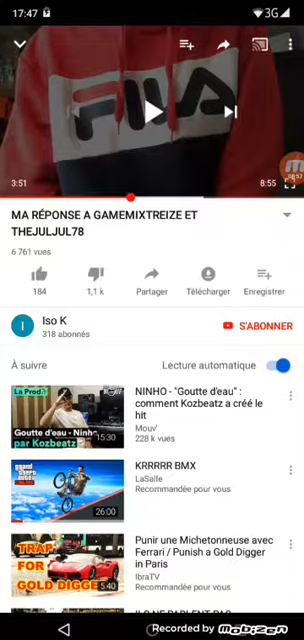 17:47
3G
FILA
3:51
8:55
08:57
MA RÉPONSE A GAMEMIXTREIZE ET
THEJULJUL78
6 761 vues
184
1,1 k
Partager
Télécharger
Enregistrer
I
Iso K
318 abonnés
S'ABONNER
À suivre
Lecture automatique
La Prod?!
Goutte d'eau - Ninho
par Kozbeatz
15:30
NINHO - "Goutte d'eau" :
comment Kozbeatz a créé le
hit
Mouv'
228 k vues
26:00
KRRRRR BMX
LaSalle
Recommandée pour vous
TRAP
FOR
GOLD DIGGE
5:40
Punir une Michetonneuse avec
Ferrari / Punish a Gold Digger
in Paris
IbraTV
Recommandée pour vous
Recorded by mobizen